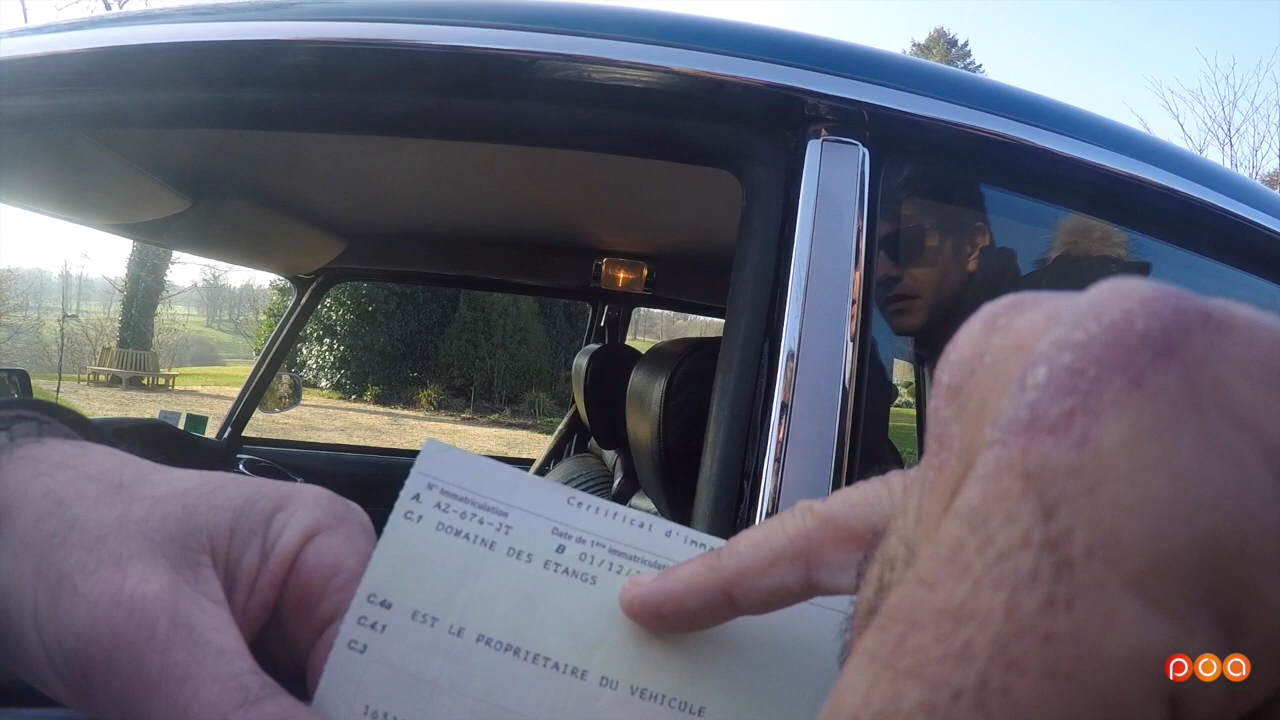 Certificat d'imma
N° Immatriculation
A. AZ-674-JT
Date de 1ère immatriculation
B 01/12/
C.1 DOMAINE DES ETANGS
C.4a EST LE PROPRIETAIRE DU VEHICULE
C.4.1
C.3
poa